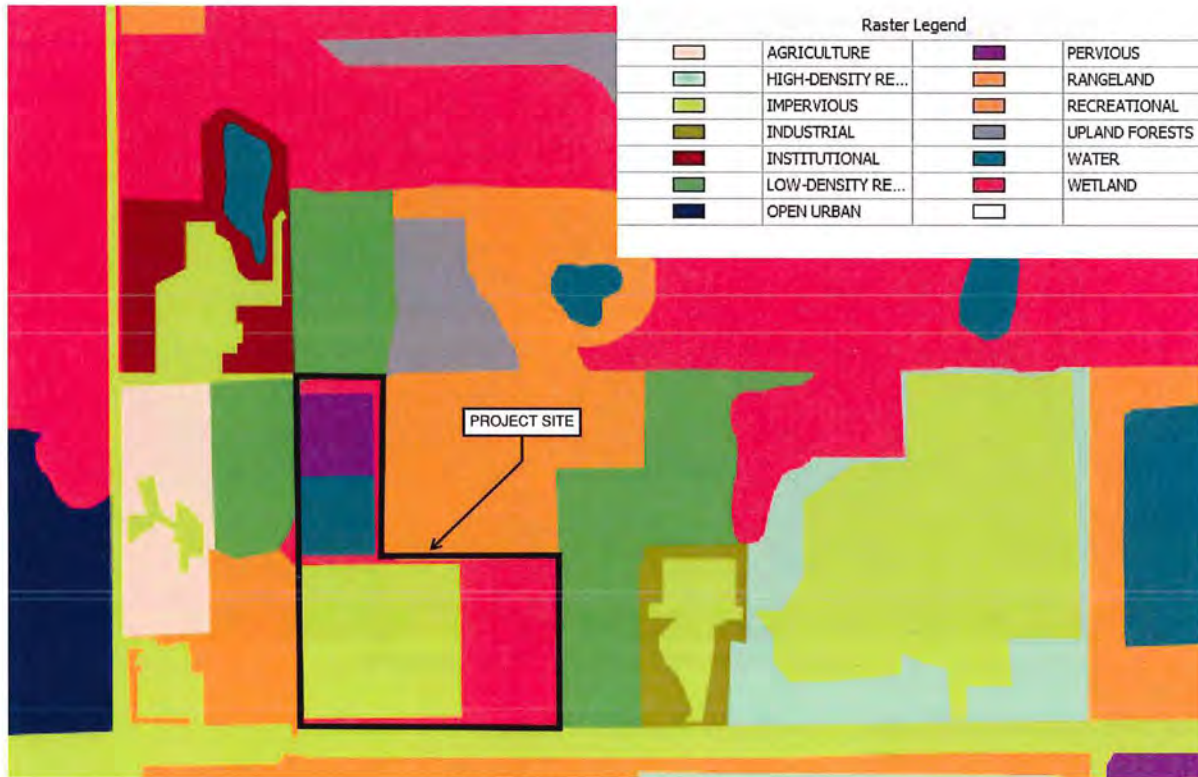 Raster Legend
AGRICULTURE PERVIOUS
HIGH-DENSITY RE... RANGELAND
IMPERVIOUS RECREATIONAL
INDUSTRIAL UPLAND FORESTS
INSTITUTIONAL WATER
LOW-DENSITY RE... WETLAND
OPEN URBAN
PROJECT SITE